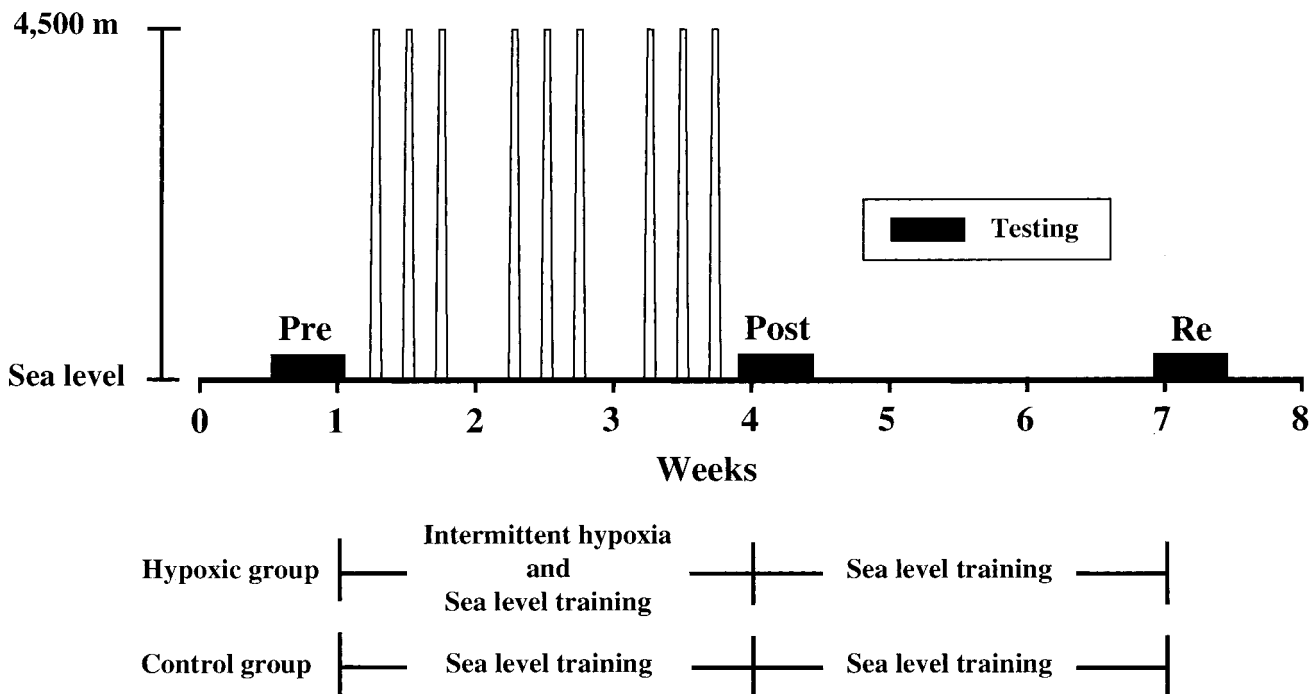 4,500 m
Testing
Pre
Post
Re
Sea level
0 1 2 3 4 5 6 7 8
Weeks
Hypoxic group
Intermittent hypoxia
and
Sea level training
Sea level training
Control group
Sea level training
Sea level training